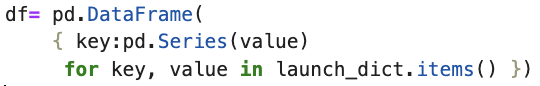 df= pd.DataFrame(
{ key:pd.Series(value)
for key, value in launch_dict.items() })